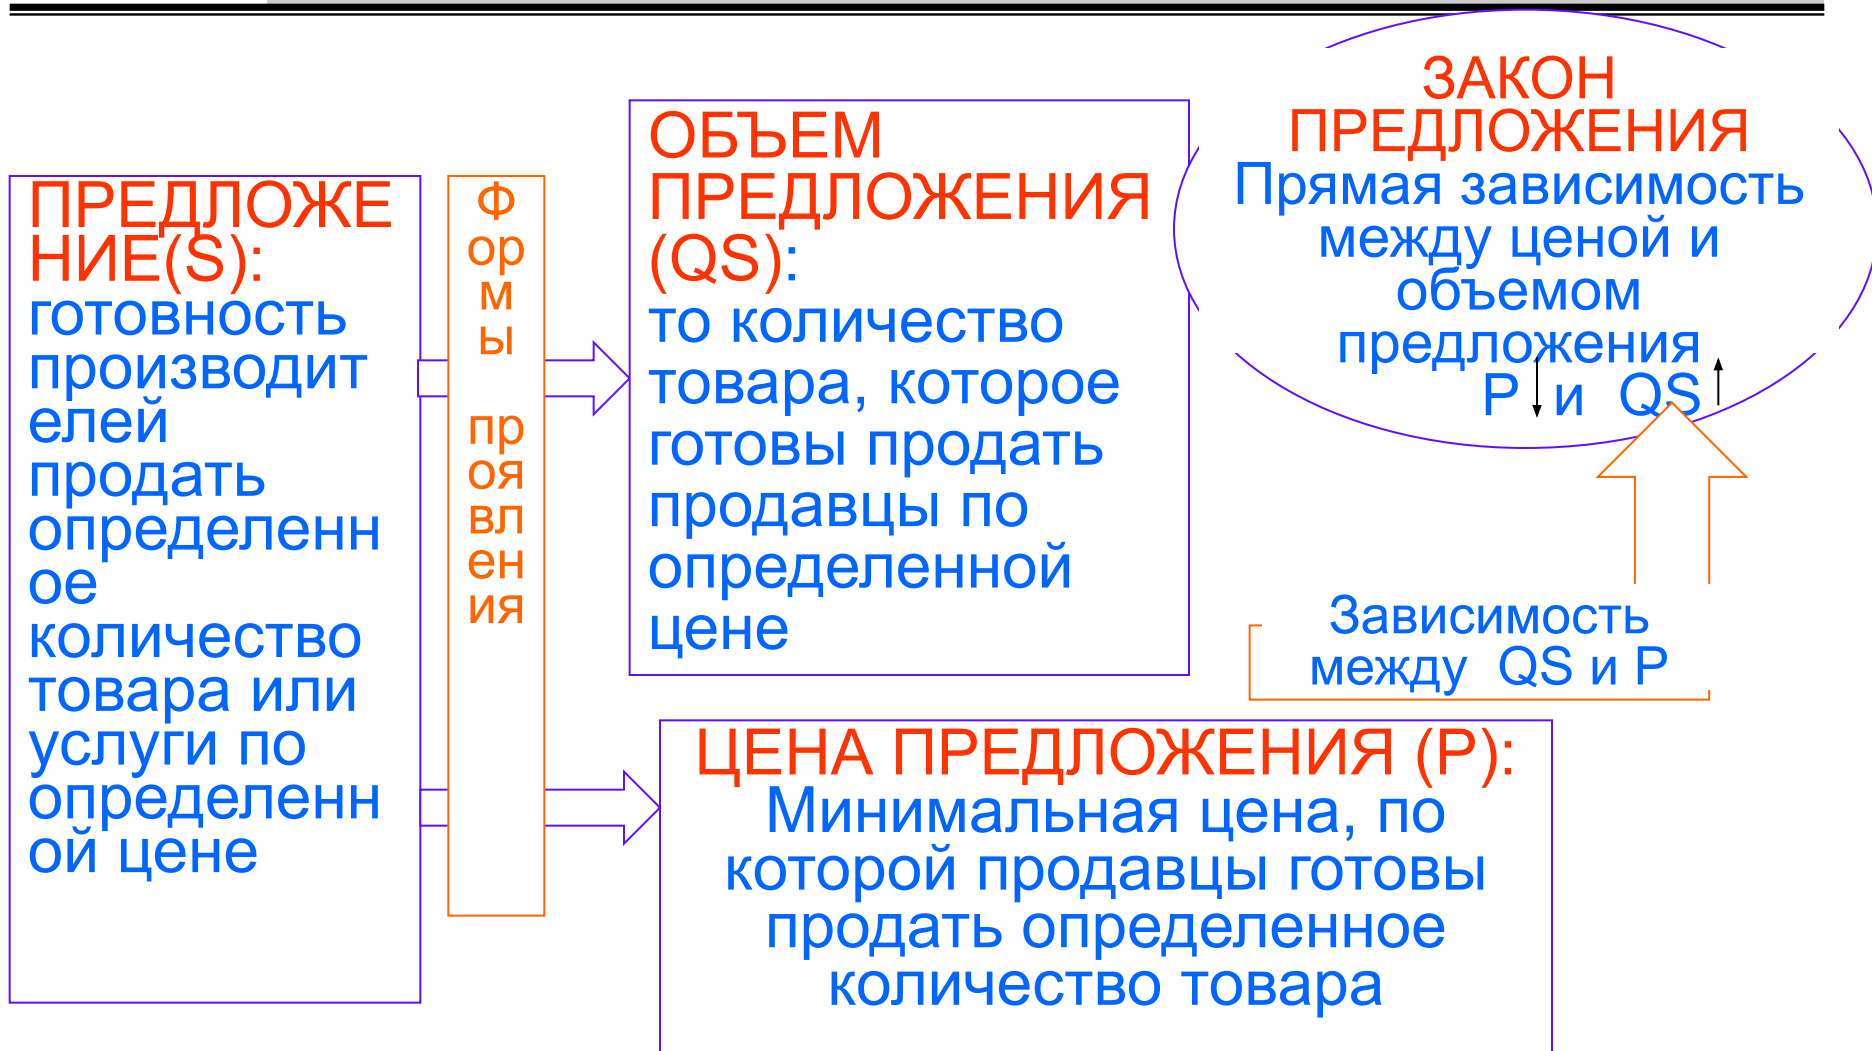 ПРЕДЛОЖЕ
НИЕ(S):
готовность
производит
елей
продать
определенн
ое
количество
товара или
услуги по
определенн
ой цене
Ф
ор
м
ы
пр
оя
вл
ен
ия
ОБЪЕМ
ПРЕДЛОЖЕНИЯ
(QS):
то количество
товара, которое
готовы продать
продавцы по
определенной
цене
ЗАКОН
ПРЕДЛОЖЕНИЯ
Прямая зависимость
между ценой и
объемом
предложения
P и QS
Зависимость
между QS и P
ЦЕНА ПРЕДЛОЖЕНИЯ (P):
Минимальная цена, по
которой продавцы готовы
продать определенное
количество товара